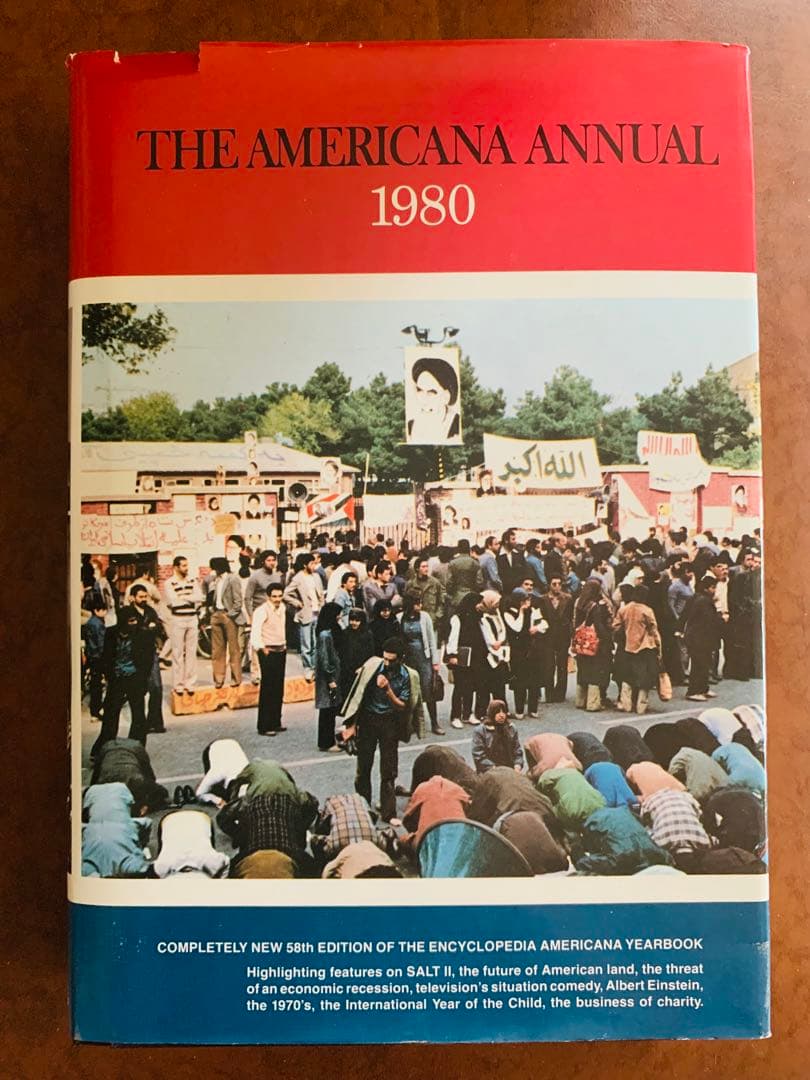 THE AMERICANA ANNUAL
1980
الله اکبر
COMPLETELY NEW 58th EDITION OF THE ENCYCLOPEDIA AMERICANA YEARBOOK
Highlighting features on SALT II, the future of American land, the threat
of an economic recession, television's situation comedy, Albert Einstein,
the 1970's, the International Year of the Child, the business of charity.